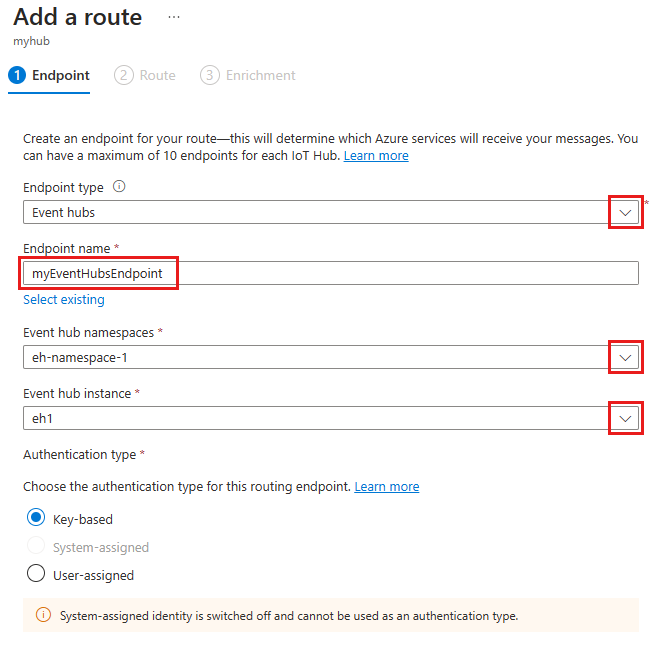 Add a route ...
myhub
1 Endpoint 2 Route 3 Enrichment
Create an endpoint for your route—this will determine which Azure services will receive your messages. You
can have a maximum of 10 endpoints for each IoT Hub. Learn more
Endpoint type
Event hubs *
Endpoint name *
myEventHubsEndpoint
Select existing
Event hub namespaces *
eh-namespace-1
Event hub instance *
eh1
Authentication type *
Choose the authentication type for this routing endpoint. Learn more
Key-based
System-assigned
User-assigned
System-assigned identity is switched off and cannot be used as an authentication type.